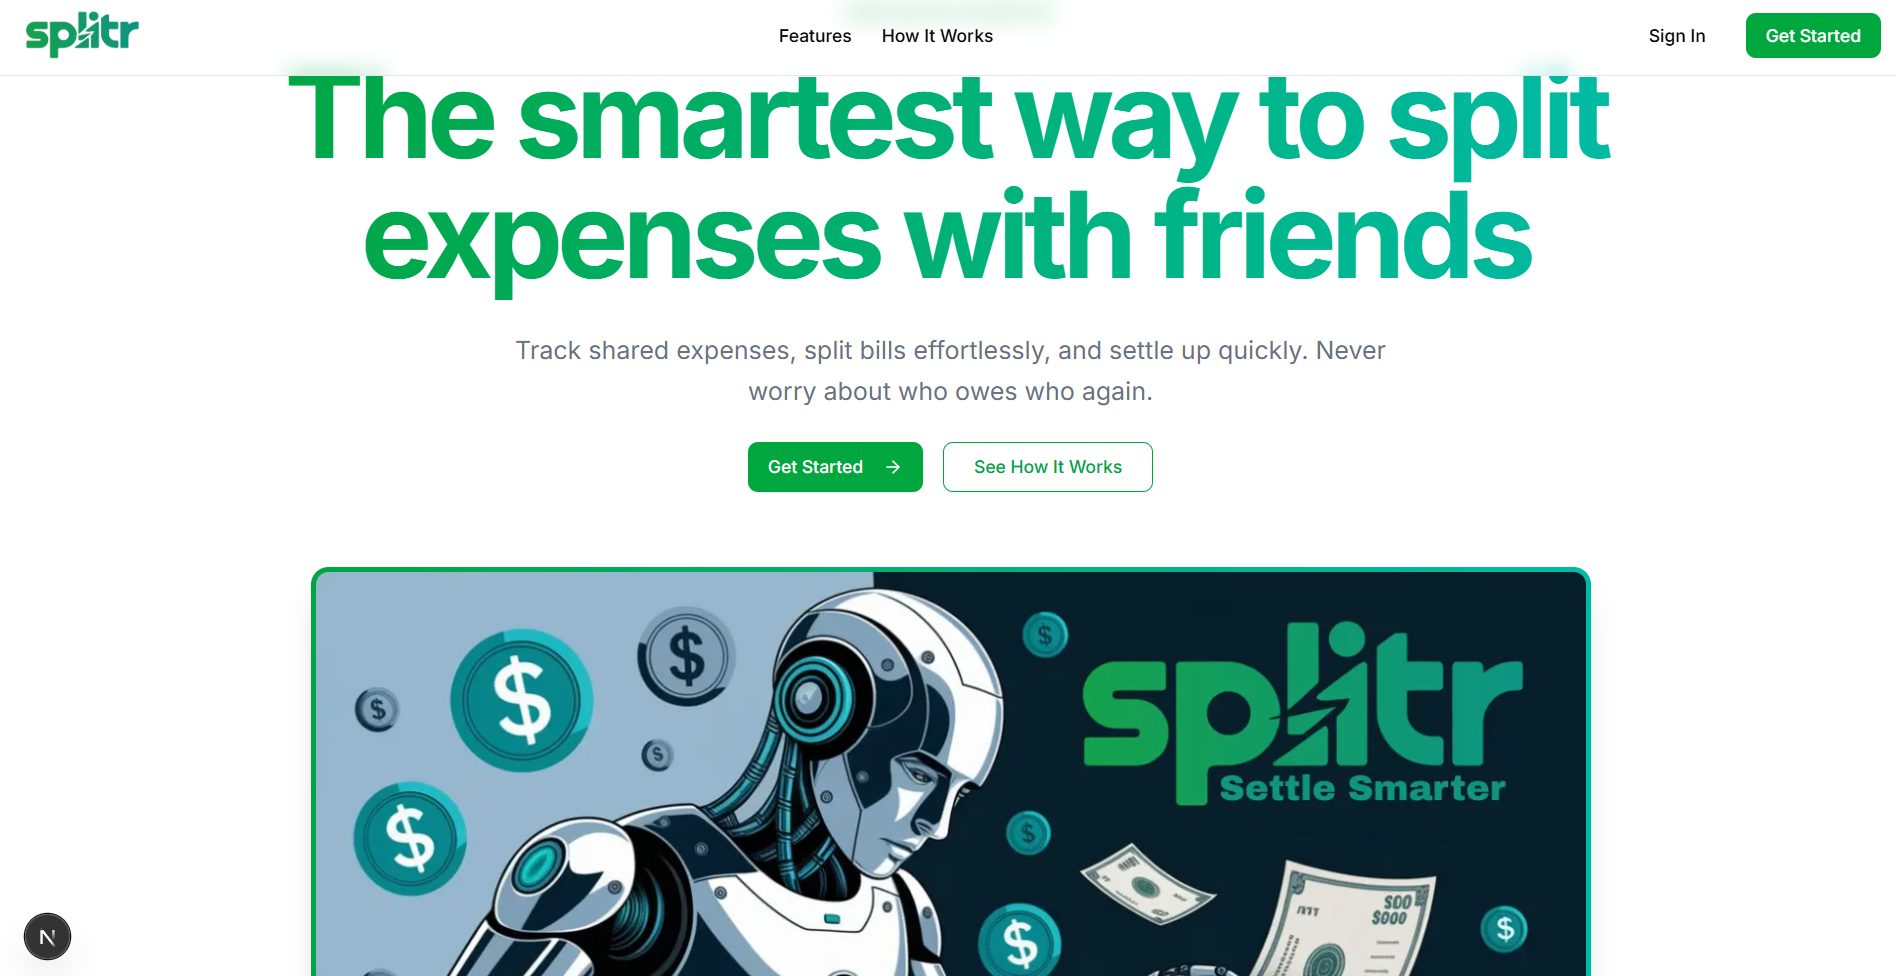 splitr
Features
How It Works
Sign In
Get Started
The smartest way to split
expenses with friends
Track shared expenses, split bills effortlessly, and settle up quickly. Never
worry about who owes who again.
Get Started →
See How It Works
$
$
$
$
$
splitr
Settle Smarter
$
$
$
$
N